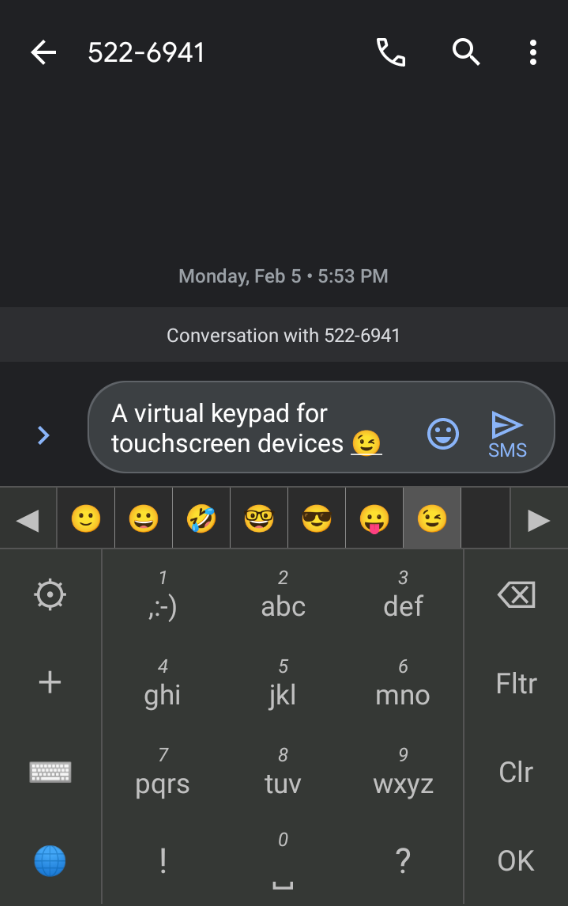 522-6941
Monday, Feb 5 • 5:53 PM
Conversation with 522-6941
A virtual keypad for
touchscreen devices 😉
SMS
1 2 3
,:-) abc def
4 5 6
ghi jkl mno
Fltr
7 8 9
pqrs tuv wxyz
Clr
0
! ␣ ?
OK